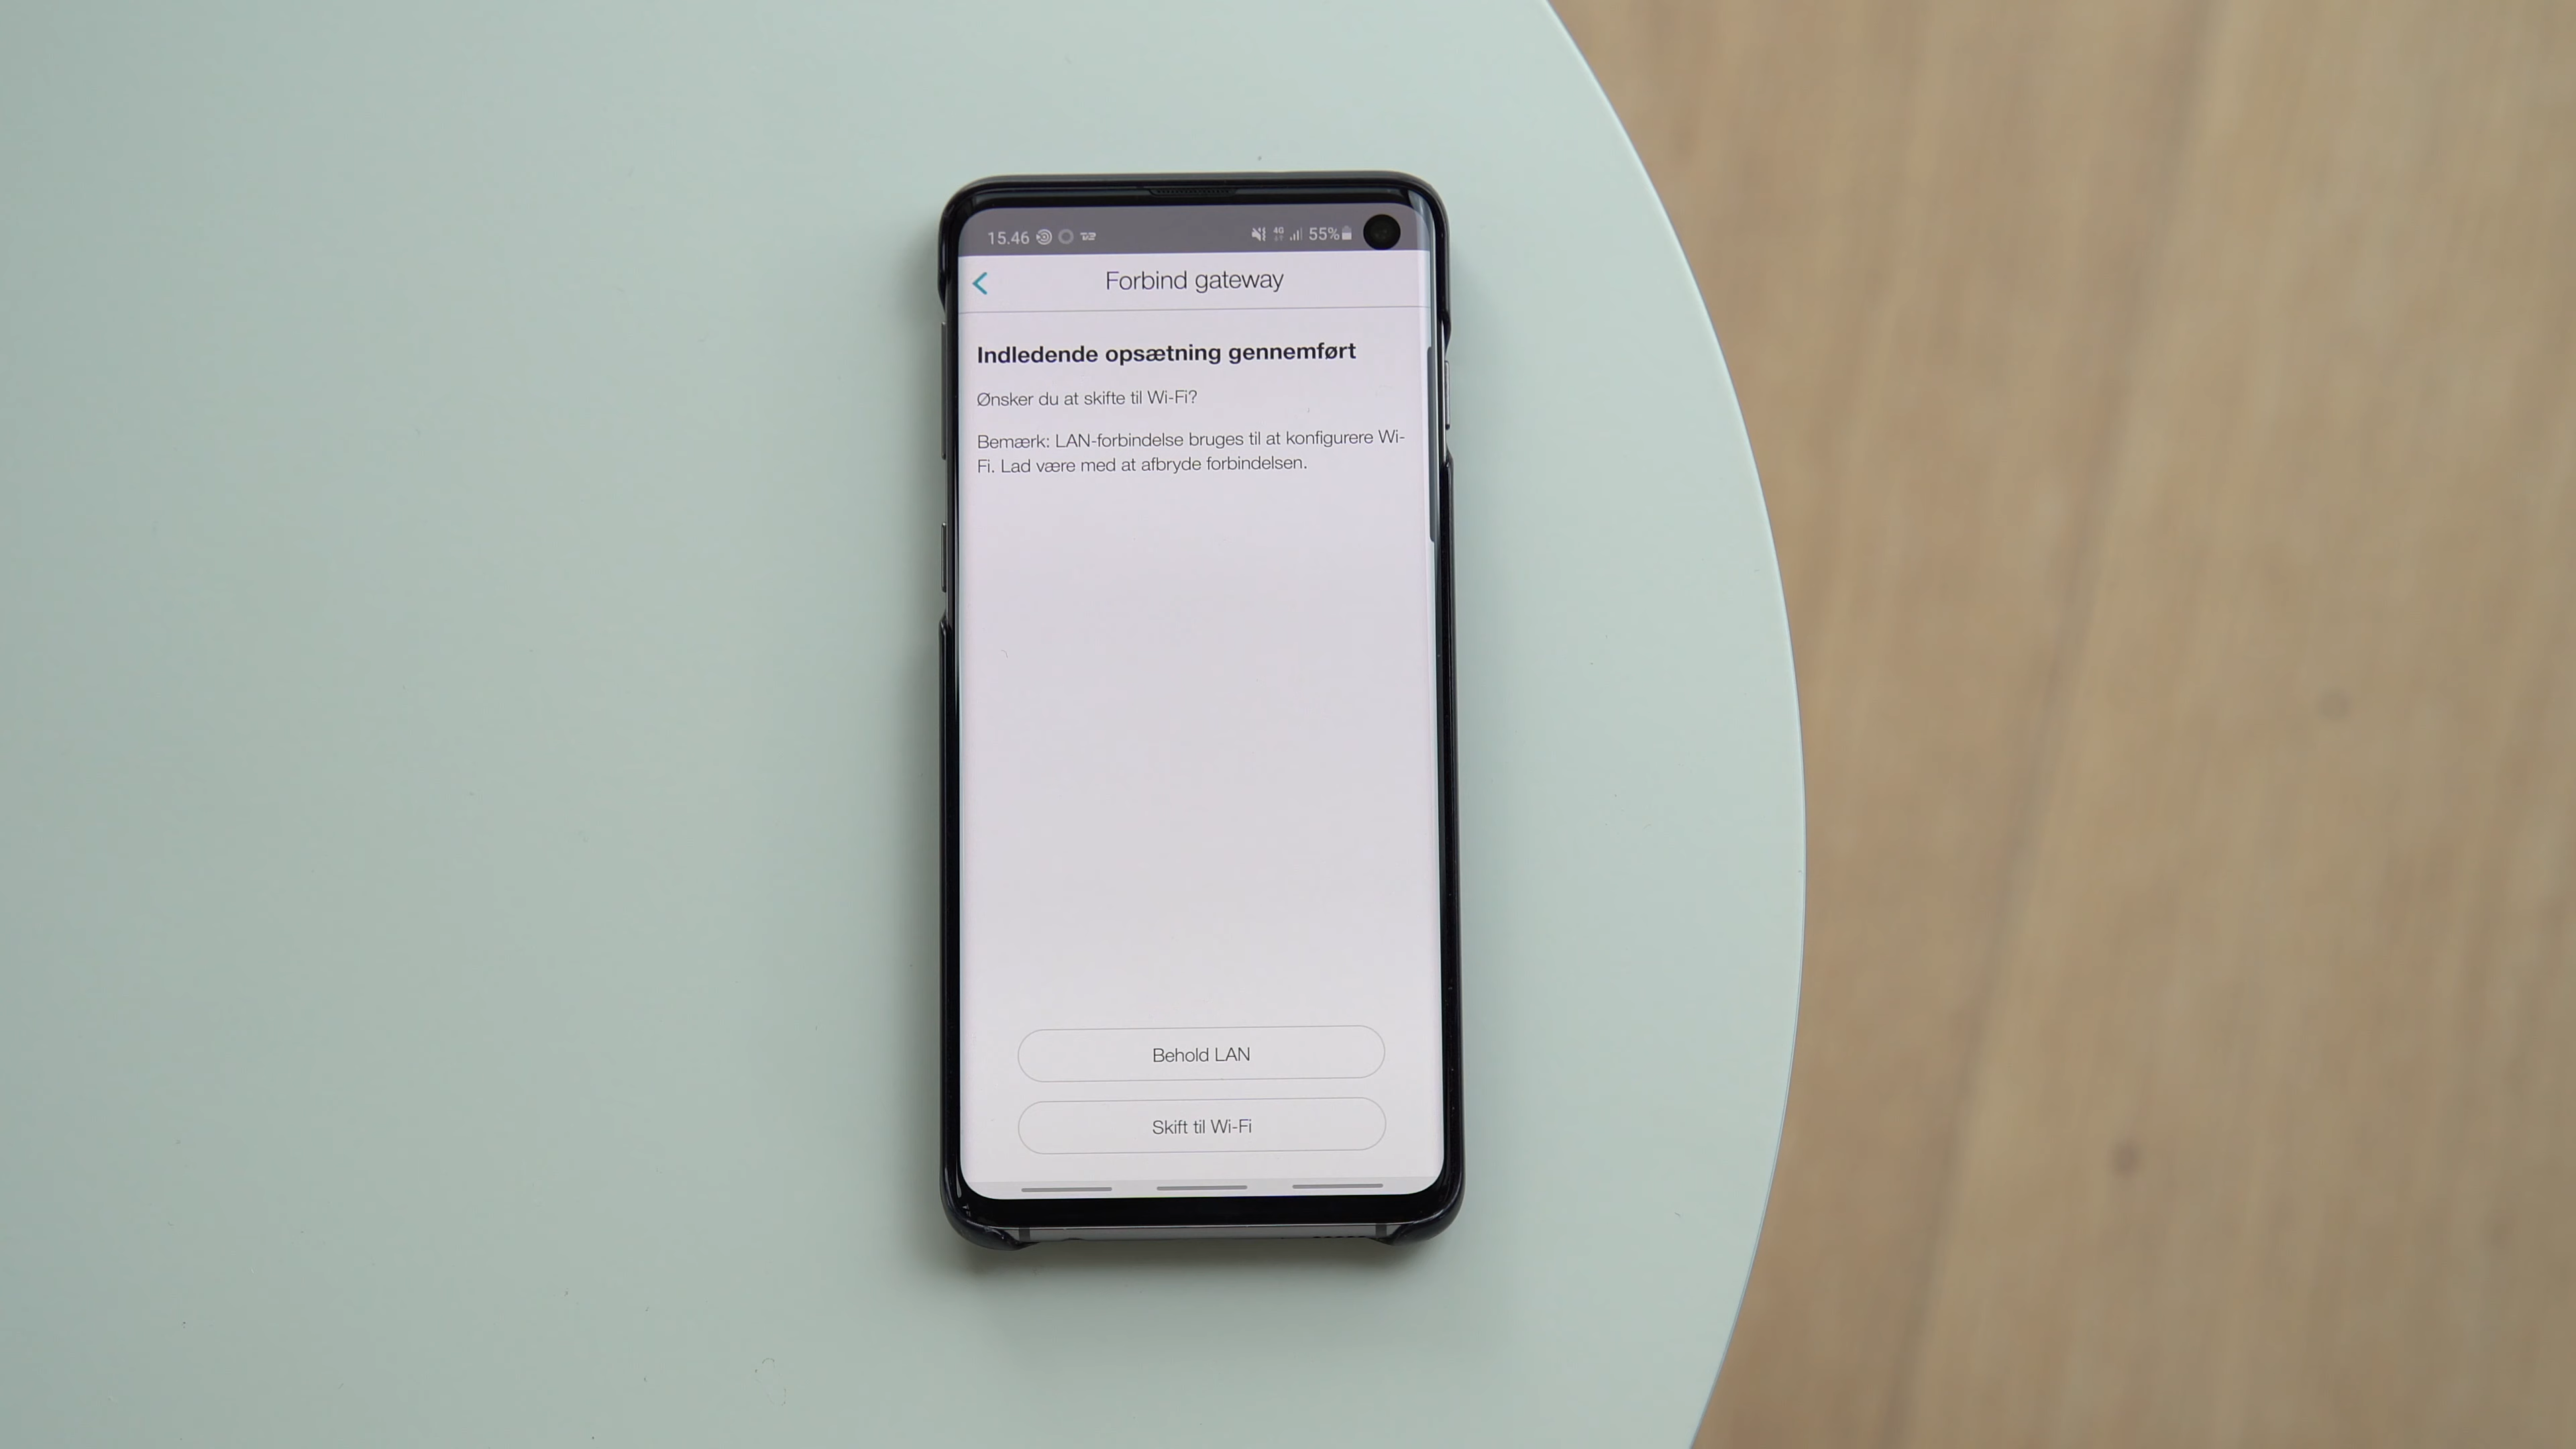 15.46 55%
Forbind gateway
Indledende opsætning gennemført
Ønsker du at skifte til Wi-Fi?
Bemærk: LAN-forbindelse bruges til at konfigurere Wi-
Fi. Lad være med at afbryde forbindelsen.
Behold LAN
Skift til Wi-Fi